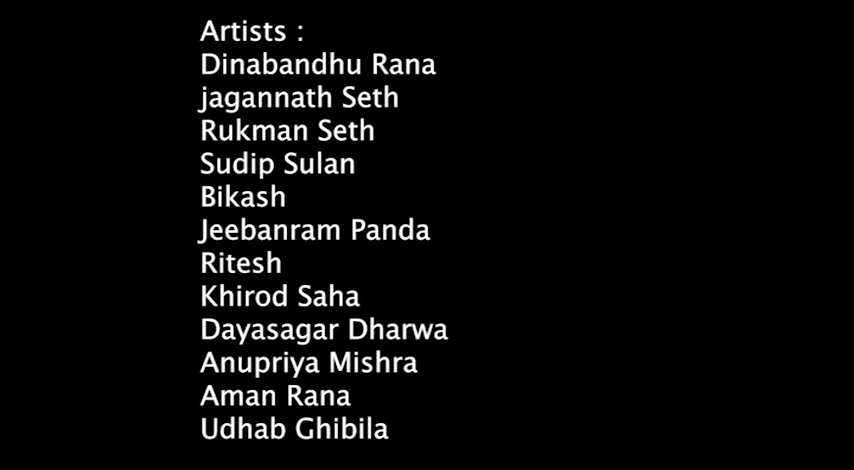 Artists :
Dinabandhu Rana
jagannath Seth
Rukman Seth
Sudip Sulan
Bikash
Jeebanram Panda
Ritesh
Khirod Saha
Dayasagar Dharwa
Anupriya Mishra
Aman Rana
Udhab Ghibila